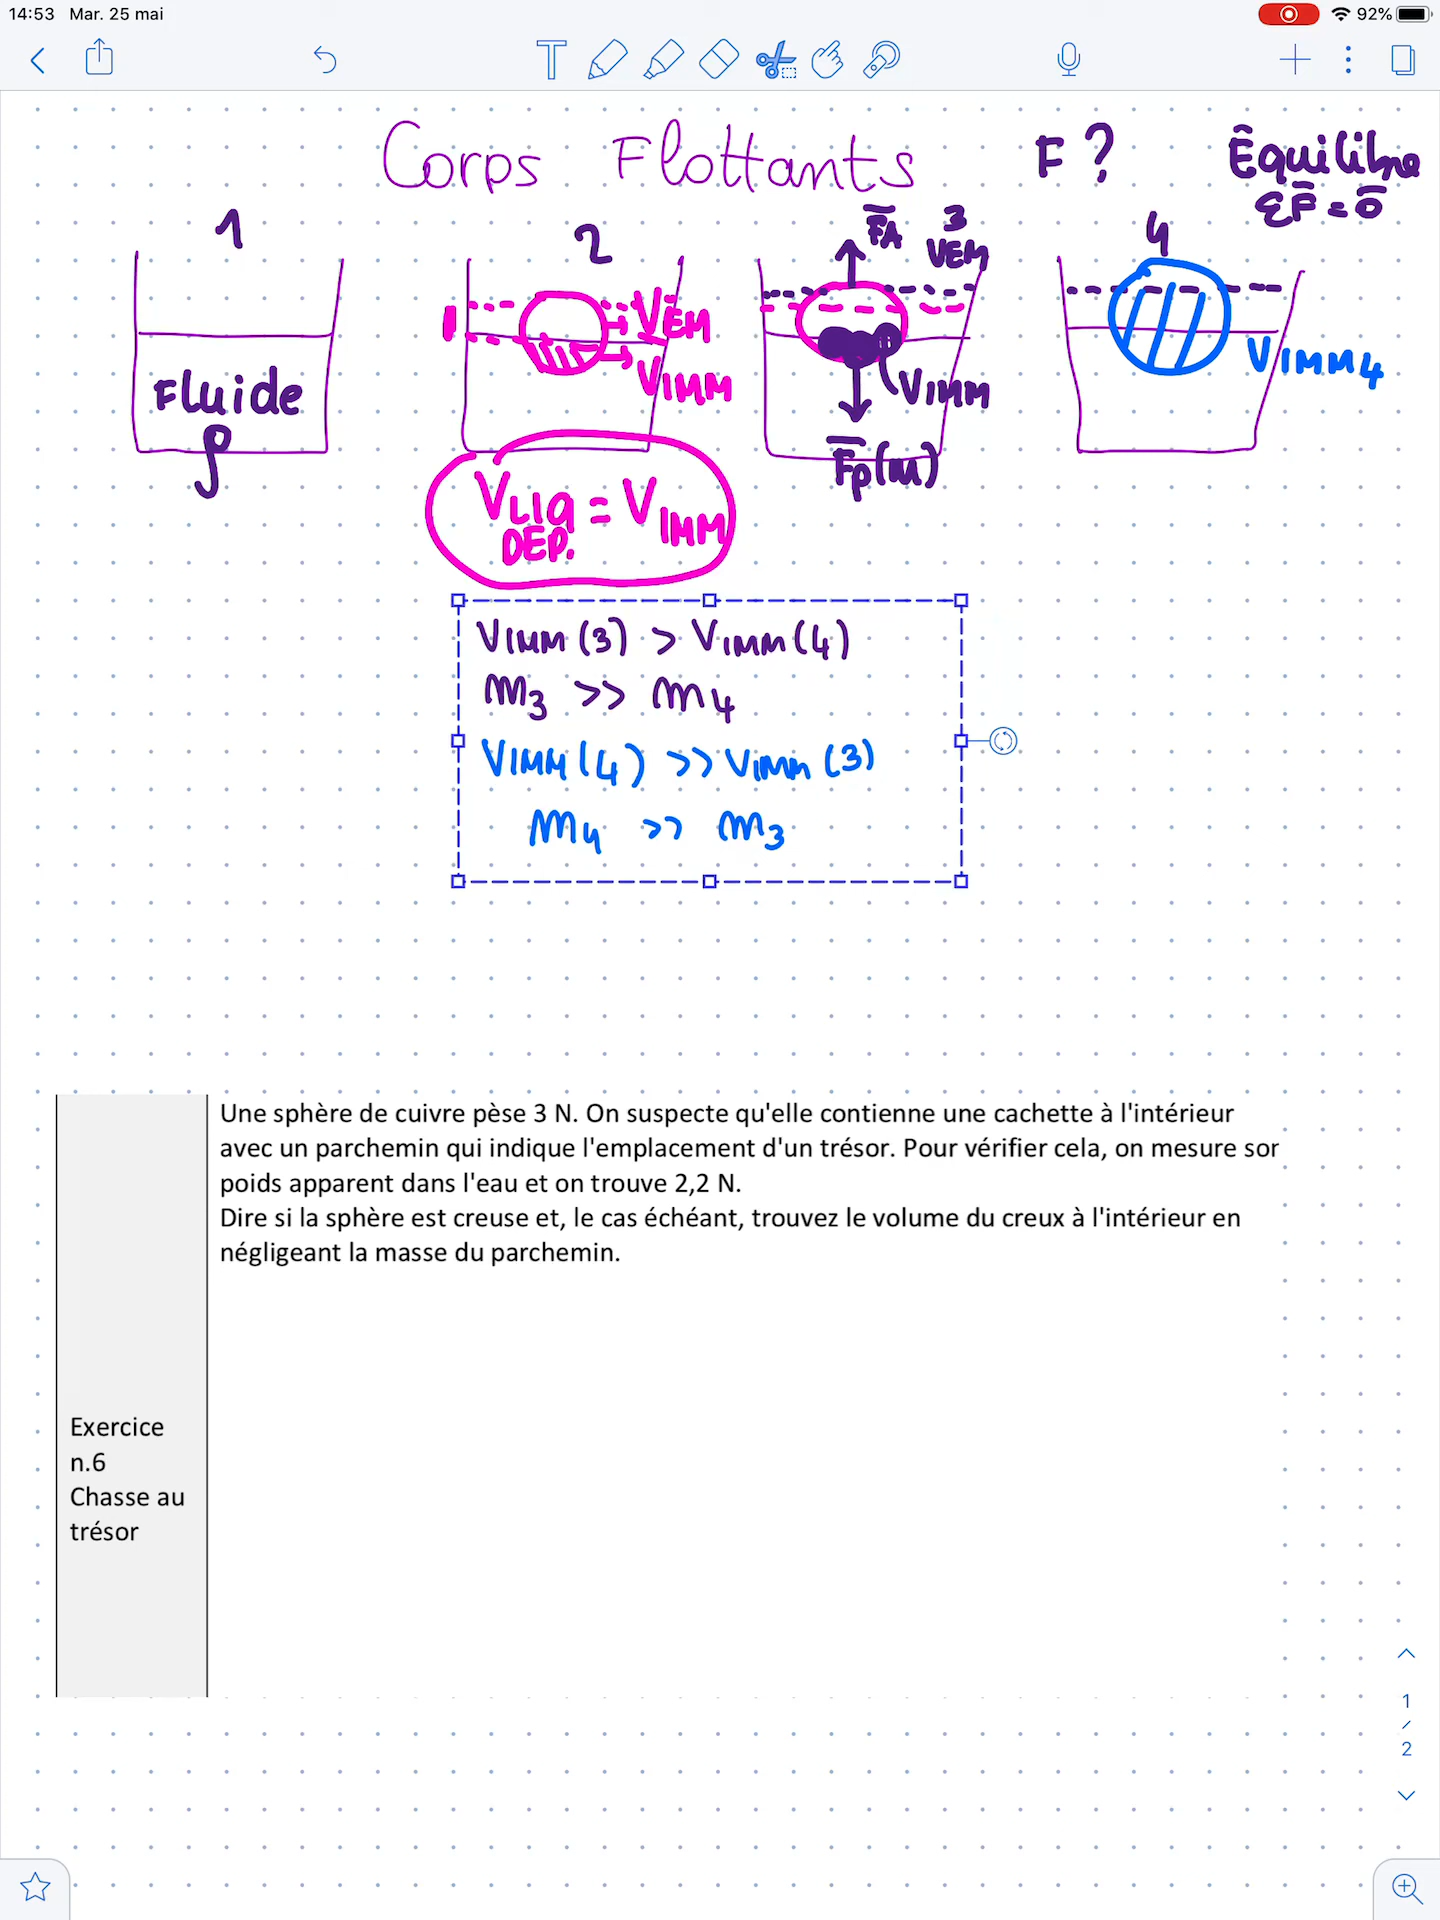 14:53 Mar. 25 mai
92%
Corps Flottants
F ?
Équilibre
ΣF̅ = 0̅
1
2
F̅A
3
VEM
4
VEM
VIMM
VIMM
VIMM4
Fluide
ρ
F̅p(m)
VLIQ = VIMM
DEP.
VIMM (3) > VIMM (4)
m3 >> m4
VIMM (4) >> VIMM (3)
m4 >> m3
Une sphère de cuivre pèse 3 N. On suspecte qu'elle contienne une cachette à l'intérieur
avec un parchemin qui indique l'emplacement d'un trésor. Pour vérifier cela, on mesure sor
poids apparent dans l'eau et on trouve 2,2 N.
Dire si la sphère est creuse et, le cas échéant, trouvez le volume du creux à l'intérieur en
négligeant la masse du parchemin.
Exercice
n.6
Chasse au
trésor
1
/
2